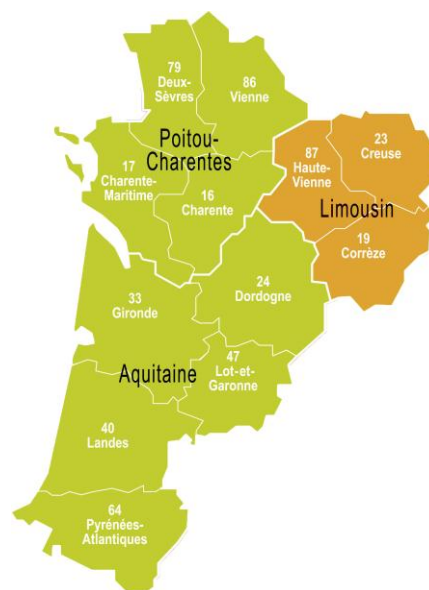 79
Deux-
Sèvres
86
Vienne
Poitou-
Charentes
17
Charente-
Maritime
16
Charente
87
Haute-
Vienne
23
Creuse
Limousin
19
Corrèze
24
Dordogne
33
Gironde
47
Lot-et-
Garonne
Aquitaine
40
Landes
64
Pyrénées-
Atlantiques